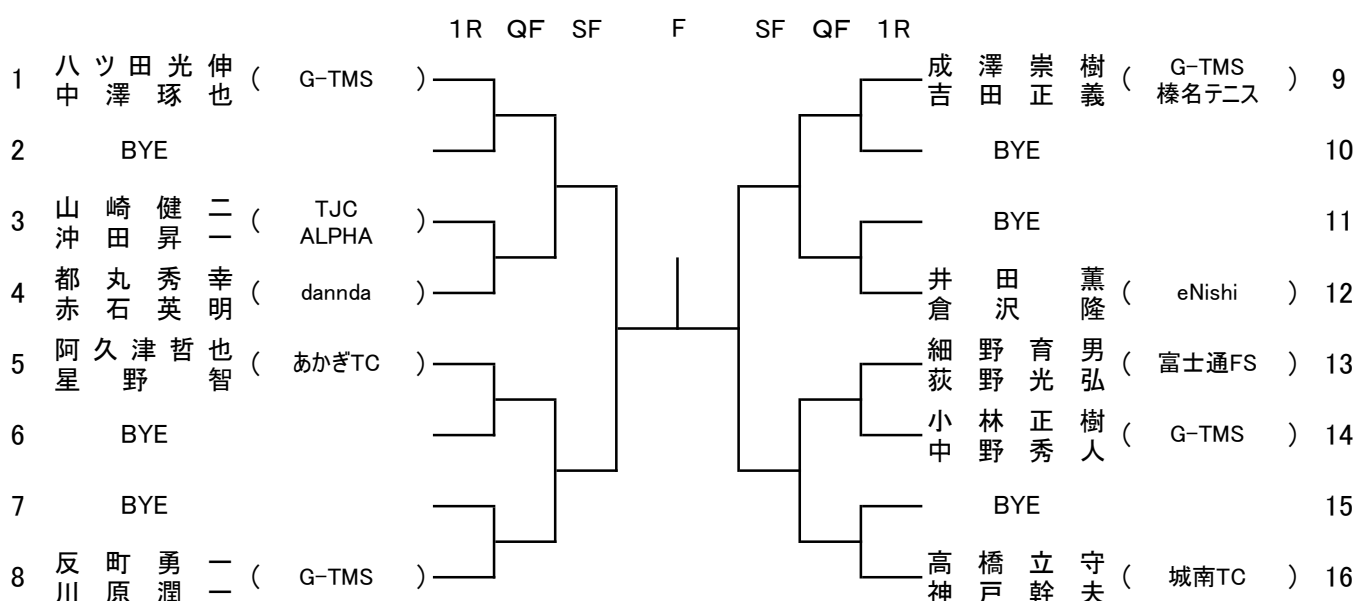 1R QF SF F SF QF 1R
1 八ツ田光伸 中澤琢也 ( G-TMS )
2 BYE
3 山崎健二 沖田昇一 ( TJC ALPHA )
4 都丸秀幸 赤石英明 ( dannda )
5 阿久津哲也 星野智 ( あかぎTC )
6 BYE
7 BYE
8 反町勇一 川原潤一 ( G-TMS )
成澤崇樹 吉田正義 ( G-TMS 榛名テニス ) 9
BYE 10
BYE 11
井田薫 倉沢隆 ( eNishi ) 12
細野育男 荻野光弘 ( 富士通FS ) 13
小林正樹 中野秀人 ( G-TMS ) 14
BYE 15
高橋立守 神戸幹夫 ( 城南TC ) 16